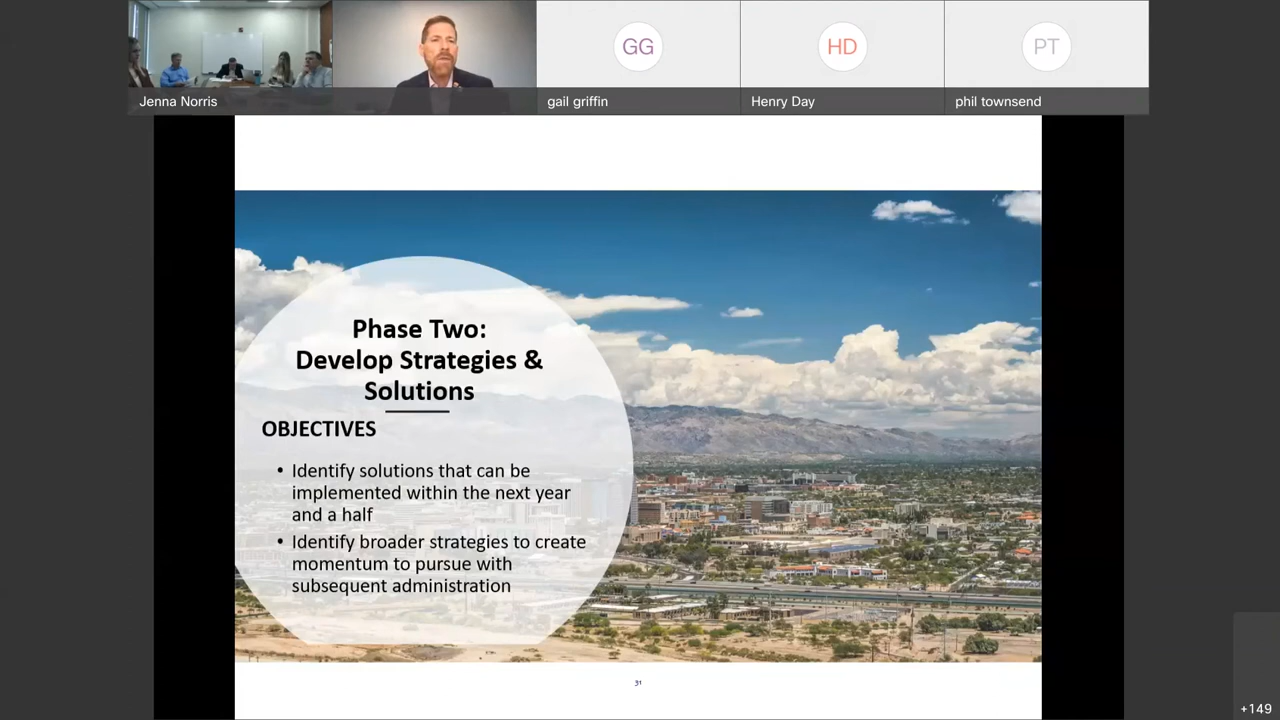 GG
HD
PT
Jenna Norris
gail griffin
Henry Day
phil townsend
Phase Two:
Develop Strategies &
Solutions
OBJECTIVES
• Identify solutions that can be
implemented within the next year
and a half
• Identify broader strategies to create
momentum to pursue with
subsequent administration
31
+149